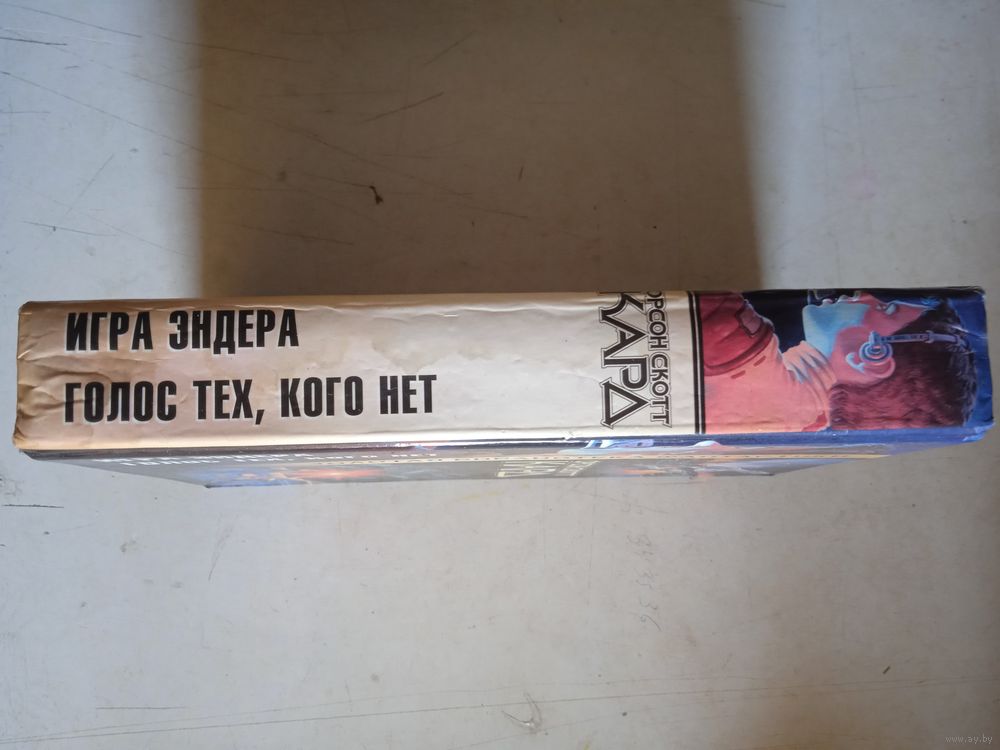 ИГРА ЭНДЕРА
ГОЛОС ТЕХ, КОГО НЕТ
ОРСОН СКОТТ
КАРД
www.ay.by